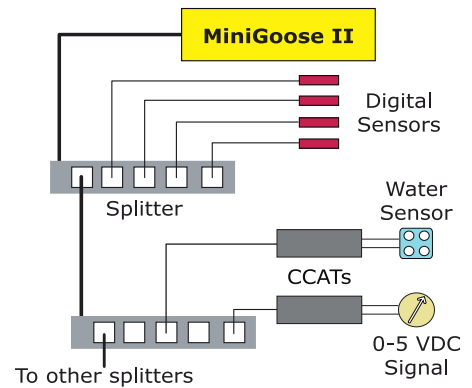 MiniGoose II
Digital
Sensors
Splitter
Water
Sensor
CCATs
0-5 VDC
Signal
To other splitters